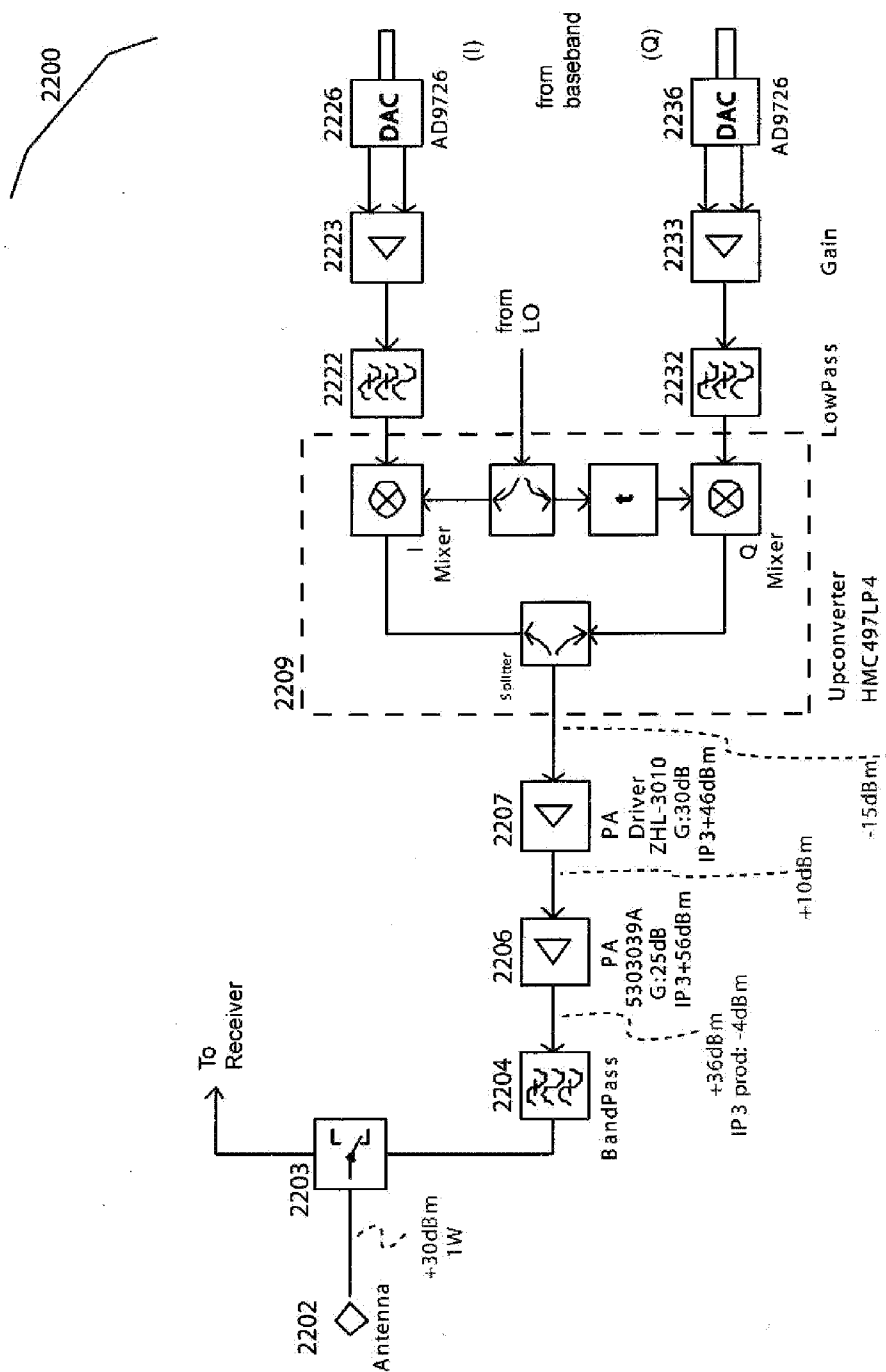 2200
2226
DAC
AD9726
(I)
2223
2222
from
baseband
from
LO
(Q)
2236
DAC
AD9726
2233
Gain
2232
LowPass
2209
I
Mixer
t
Q
Mixer
Splitter
Upconverter
HMC497LP4
-15dBm
2207
PA
Driver
ZHL-3010
G:30dB
IP3+46dBm
+10dBm
2206
PA
5303039A
G:25dB
IP3+56dBm
+36dBm
IP3 prod: -4dBm
2204
BandPass
To
Receiver
2203
+30dBm
1W
2202
Antenna